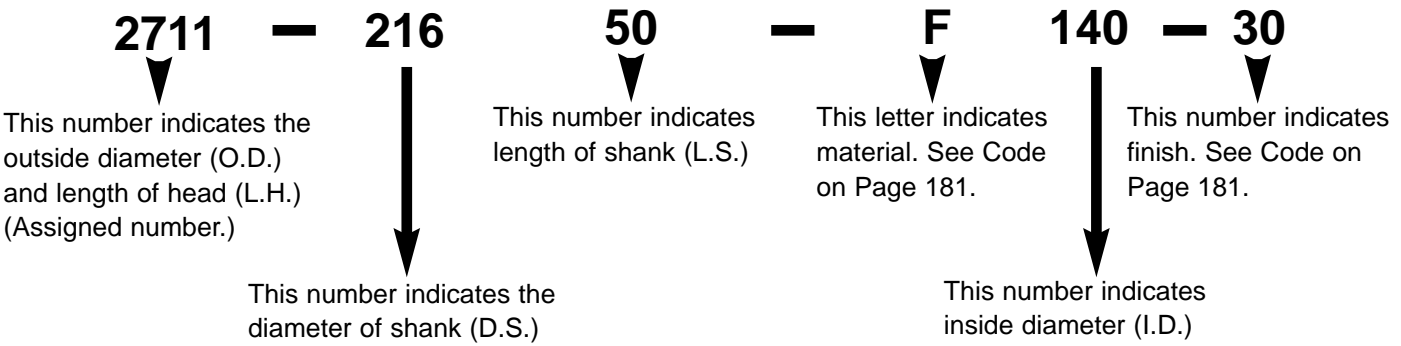 2711 – 216 50 – F 140 – 30
This number indicates the
outside diameter (O.D.)
and length of head (L.H.)
(Assigned number.)
This number indicates the
diameter of shank (D.S.)
This number indicates
length of shank (L.S.)
This letter indicates
material. See Code
on Page 181.
This number indicates
inside diameter (I.D.)
This number indicates
finish. See Code on
Page 181.